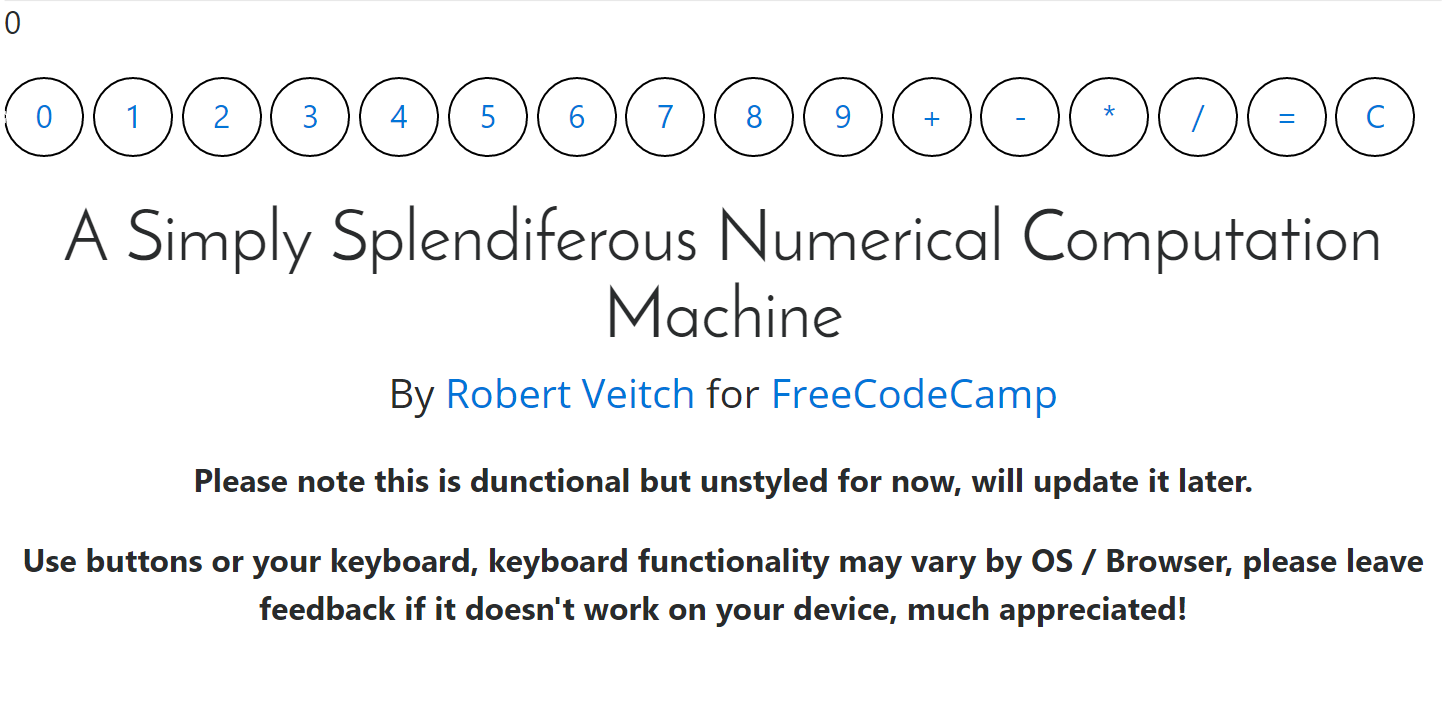 0
0 1 2 3 4 5 6 7 8 9 + - * / = C
A Simply Splendiferous Numerical Computation
Machine
By Robert Veitch for FreeCodeCamp
Please note this is dunctional but unstyled for now, will update it later.
Use buttons or your keyboard, keyboard functionality may vary by OS / Browser, please leave
feedback if it doesn't work on your device, much appreciated!